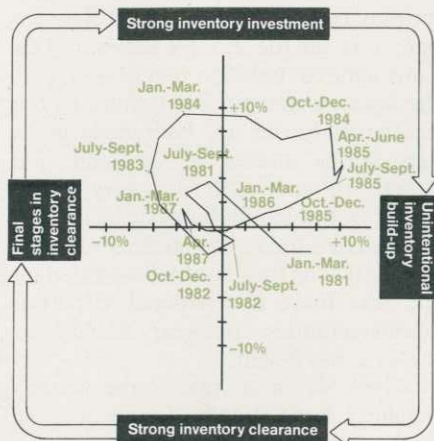 Strong inventory investment
Jan.-Mar.
1984
+10%
Oct.-Dec.
1984
July-Sept.
1983
July-Sept.
1981
Apr.-June
1985
July-Sept.
1985
Final
stages in
inventory
clearance
Jan.-Mar.
1987
Jan.-Mar.
1986
Oct.-Dec.
1985
Unintentional
inventory
build-up
-10%
+10%
Apr.
1987
Oct.-Dec.
1982
July-Sept.
1982
Jan.-Mar.
1981
-10%
Strong inventory clearance